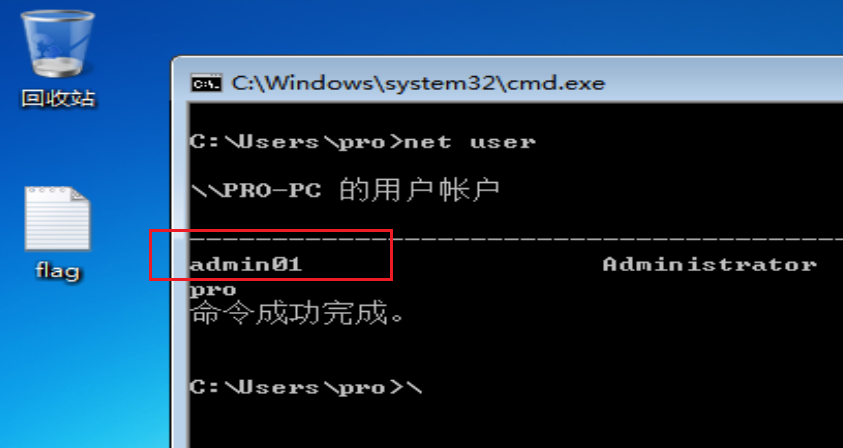 回收站
flag
C:\Windows\system32\cmd.exe
C:\Users\pro>net user
\\PRO-PC 的用户帐户
-------------------------------------------
admin01 Administrator
pro
命令成功完成。
C:\Users\pro>\